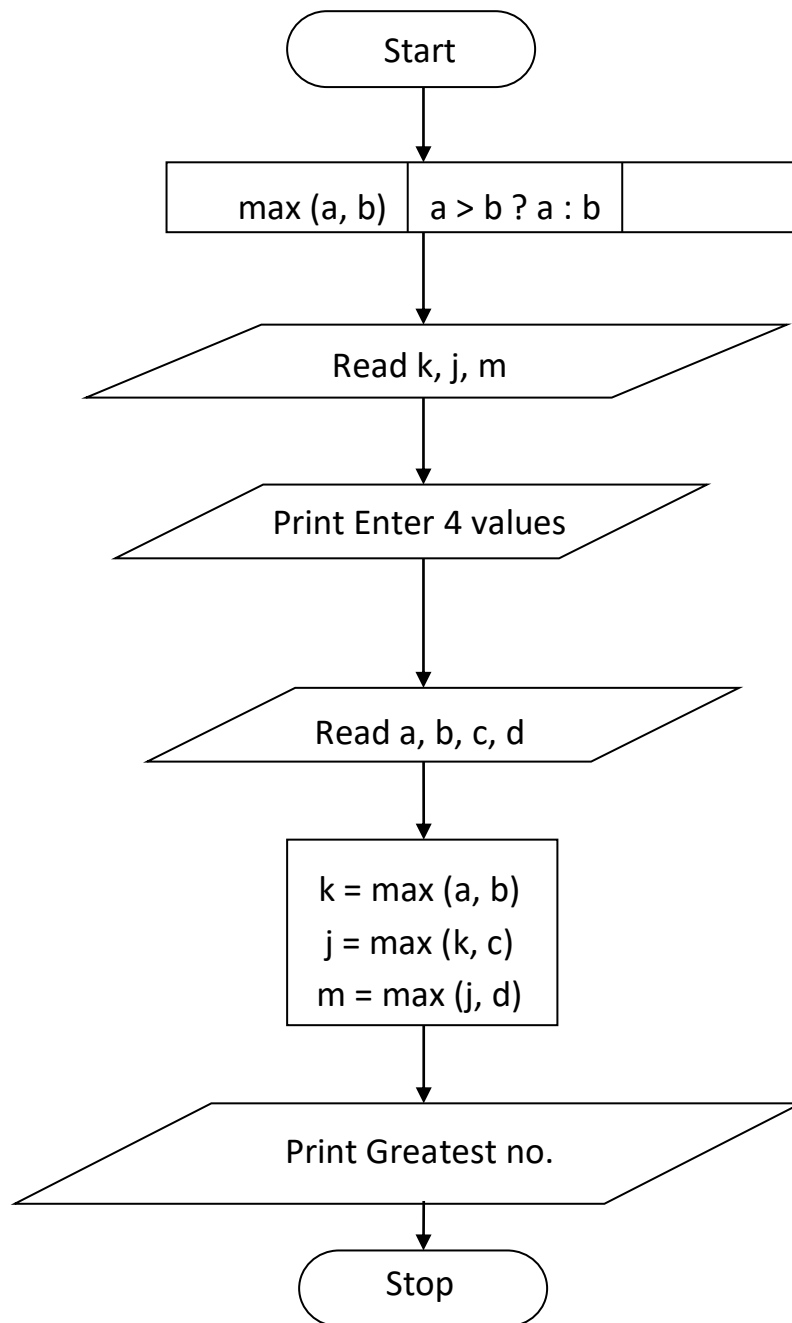 Start
max (a, b) a > b ? a : b
Read k, j, m
Print Enter 4 values
Read a, b, c, d
k = max (a, b)
j = max (k, c)
m = max (j, d)
Print Greatest no.
Stop